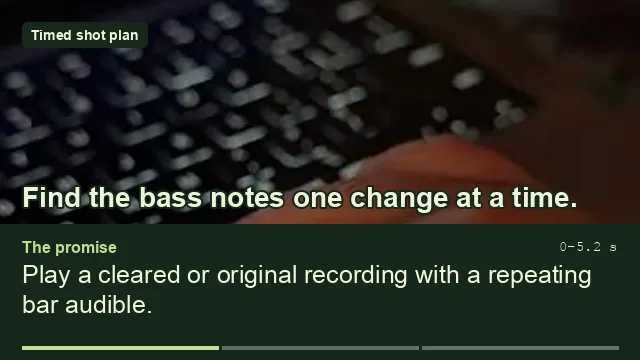 Timed shot plan
Find the bass notes one change at a time.
The promise
0–5.2 s
Play a cleared or original recording with a repeating
bar audible.